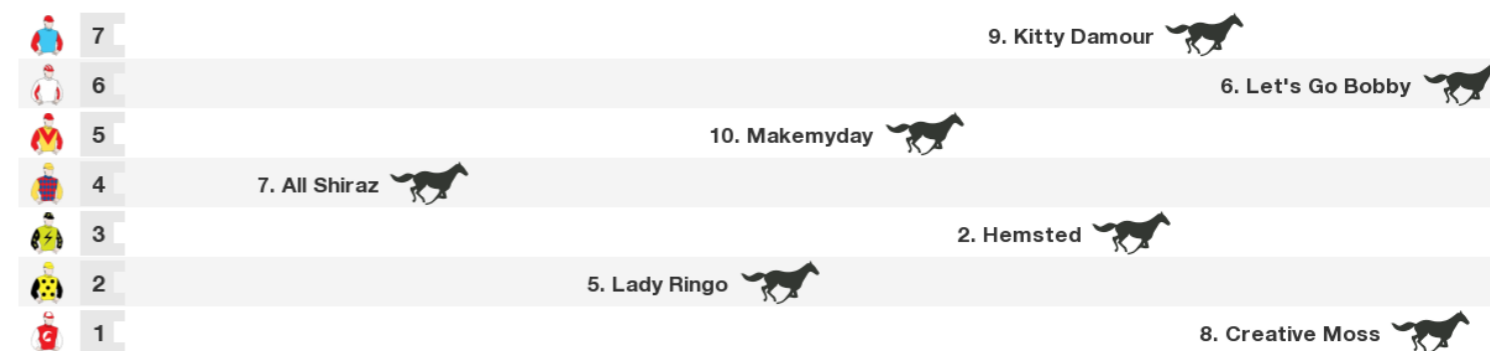 7 9. Kitty Damour
6 6. Let's Go Bobby
5 10. Makemyday
4 7. All Shiraz
3 2. Hemsted
2 5. Lady Ringo
1 8. Creative Moss